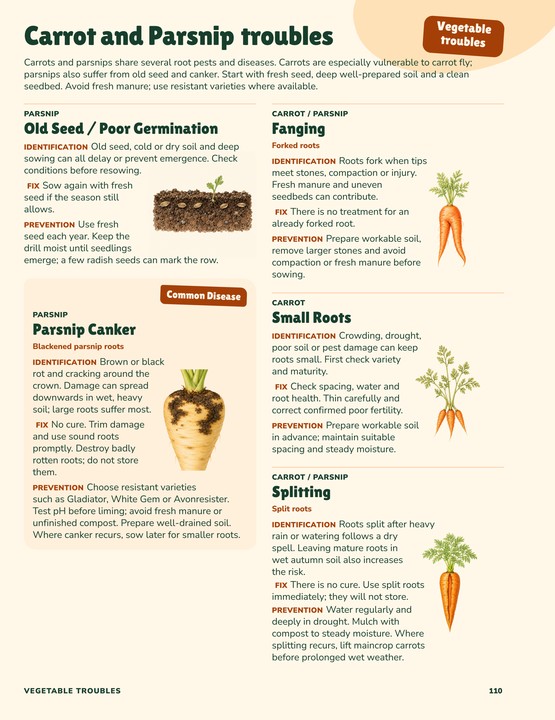 Carrot and Parsnip troubles
Vegetable
troubles
Carrots and parsnips share several root pests and diseases. Carrots are especially vulnerable to carrot fly;
parsnips also suffer from old seed and canker. Start with fresh seed, deep well-prepared soil and a clean
seedbed. Avoid fresh manure; use resistant varieties where available.
PARSNIP
Old Seed / Poor Germination
IDENTIFICATION Old seed, cold or dry soil and deep
sowing can all delay or prevent emergence. Check
conditions before resowing.
FIX Sow again with fresh
seed if the season still
allows.
PREVENTION Use fresh
seed each year. Keep the
drill moist until seedlings
emerge; a few radish seeds can mark the row.
Common Disease
PARSNIP
Parsnip Canker
Blackened parsnip roots
IDENTIFICATION Brown or black
rot and cracking around the
crown. Damage can spread
downwards in wet, heavy
soil; large roots suffer most.
FIX No cure. Trim damage
and use sound roots
promptly. Destroy badly
rotten roots; do not store
them.
PREVENTION Choose resistant varieties
such as Gladiator, White Gem or Avonresister.
Test pH before liming; avoid fresh manure or
unfinished compost. Prepare well-drained soil.
Where canker recurs, sow later for smaller roots.
CARROT / PARSNIP
Fanging
Forked roots
IDENTIFICATION Roots fork when tips
meet stones, compaction or injury.
Fresh manure and uneven
seedbeds can contribute.
FIX There is no treatment for an
already forked root.
PREVENTION Prepare workable soil,
remove larger stones and avoid
compaction or fresh manure before
sowing.
CARROT
Small Roots
IDENTIFICATION Crowding, drought,
poor soil or pest damage can keep
roots small. First check variety
and maturity.
FIX Check spacing, water and
root health. Thin carefully and
correct confirmed poor fertility.
PREVENTION Prepare workable soil
in advance; maintain suitable
spacing and steady moisture.
CARROT / PARSNIP
Splitting
Split roots
IDENTIFICATION Roots split after heavy
rain or watering follows a dry
spell. Leaving mature roots in
wet autumn soil also increases
the risk.
FIX There is no cure. Use split roots
immediately; they will not store.
PREVENTION Water regularly and
deeply in drought. Mulch with
compost to steady moisture. Where
splitting recurs, lift maincrop carrots
before prolonged wet weather.
VEGETABLE TROUBLES
110